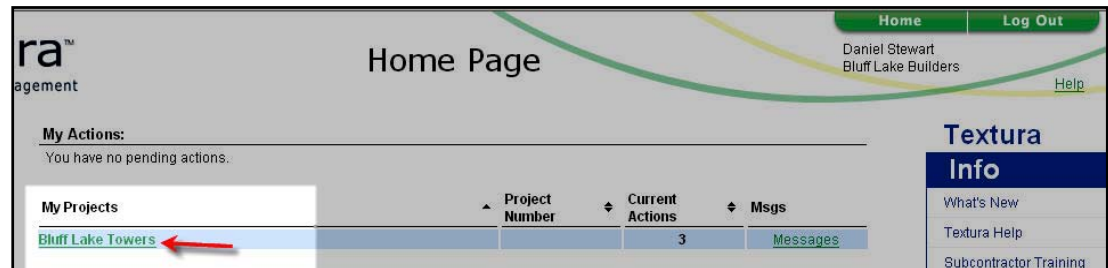 Home Log Out
ra™
agement
Home Page
Daniel Stewart
Bluff Lake Builders
Help
My Actions:
You have no pending actions.
My Projects Project Number Current Actions Msgs
Bluff Lake Towers 3 Messages
Textura
Info
What's New
Textura Help
Subcontractor Training